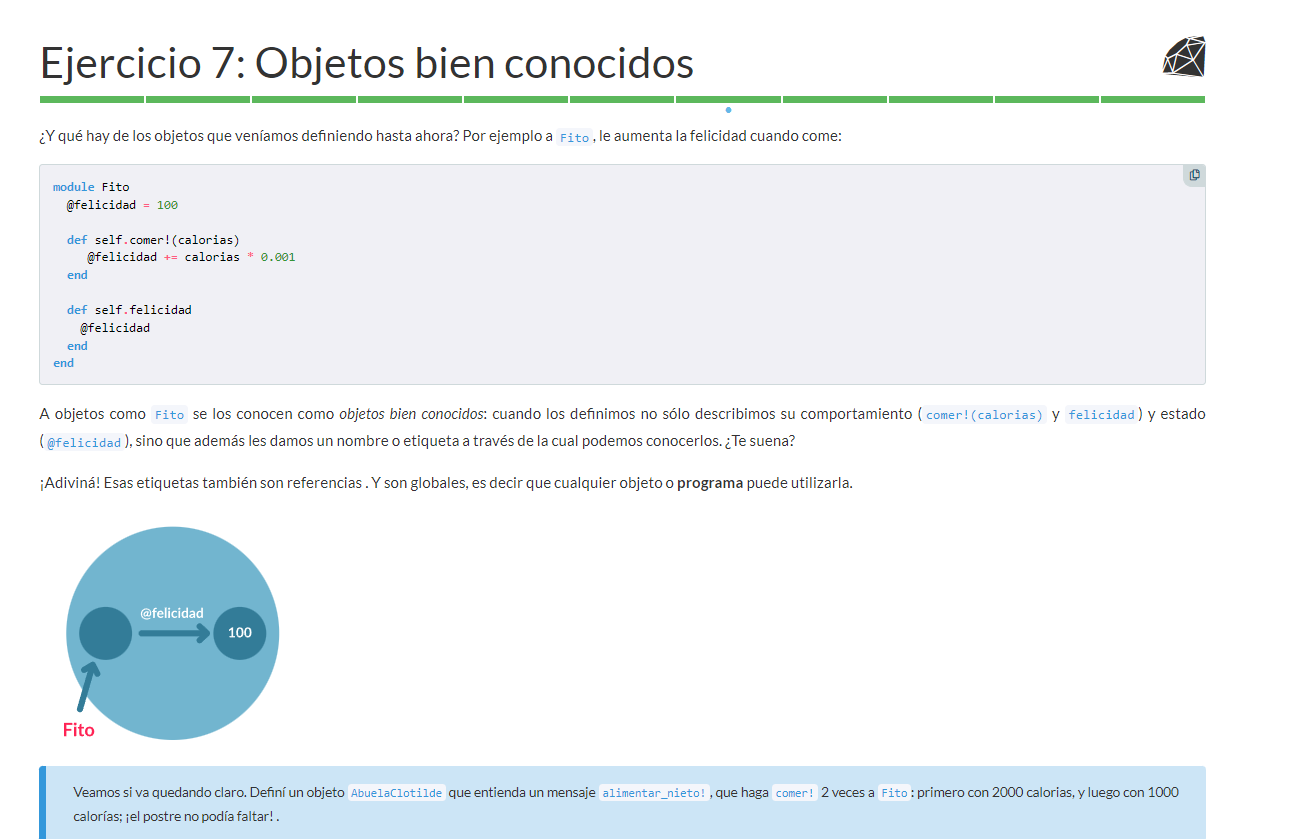 Ejercicio 7: Objetos bien conocidos
¿Y qué hay de los objetos que veníamos definiendo hasta ahora? Por ejemplo a Fito, le aumenta la felicidad cuando come:
module Fito
  @felicidad = 100

  def self.comer!(calorias)
     @felicidad += calorias * 0.001
  end

  def self.felicidad
    @felicidad
  end
end
A objetos como Fito se los conocen como objetos bien conocidos: cuando los definimos no sólo describimos su comportamiento (comer!(calorias) y felicidad) y estado
(@felicidad), sino que además les damos un nombre o etiqueta a través de la cual podemos conocerlos. ¿Te suena?
¡Adiviná! Esas etiquetas también son referencias . Y son globales, es decir que cualquier objeto o programa puede utilizarla.
@felicidad
100
Fito
Veamos si va quedando claro. Definí un objeto AbuelaClotilde que entienda un mensaje alimentar_nieto!, que haga comer! 2 veces a Fito: primero con 2000 calorias, y luego con 1000
calorías; ¡el postre no podía faltar! .